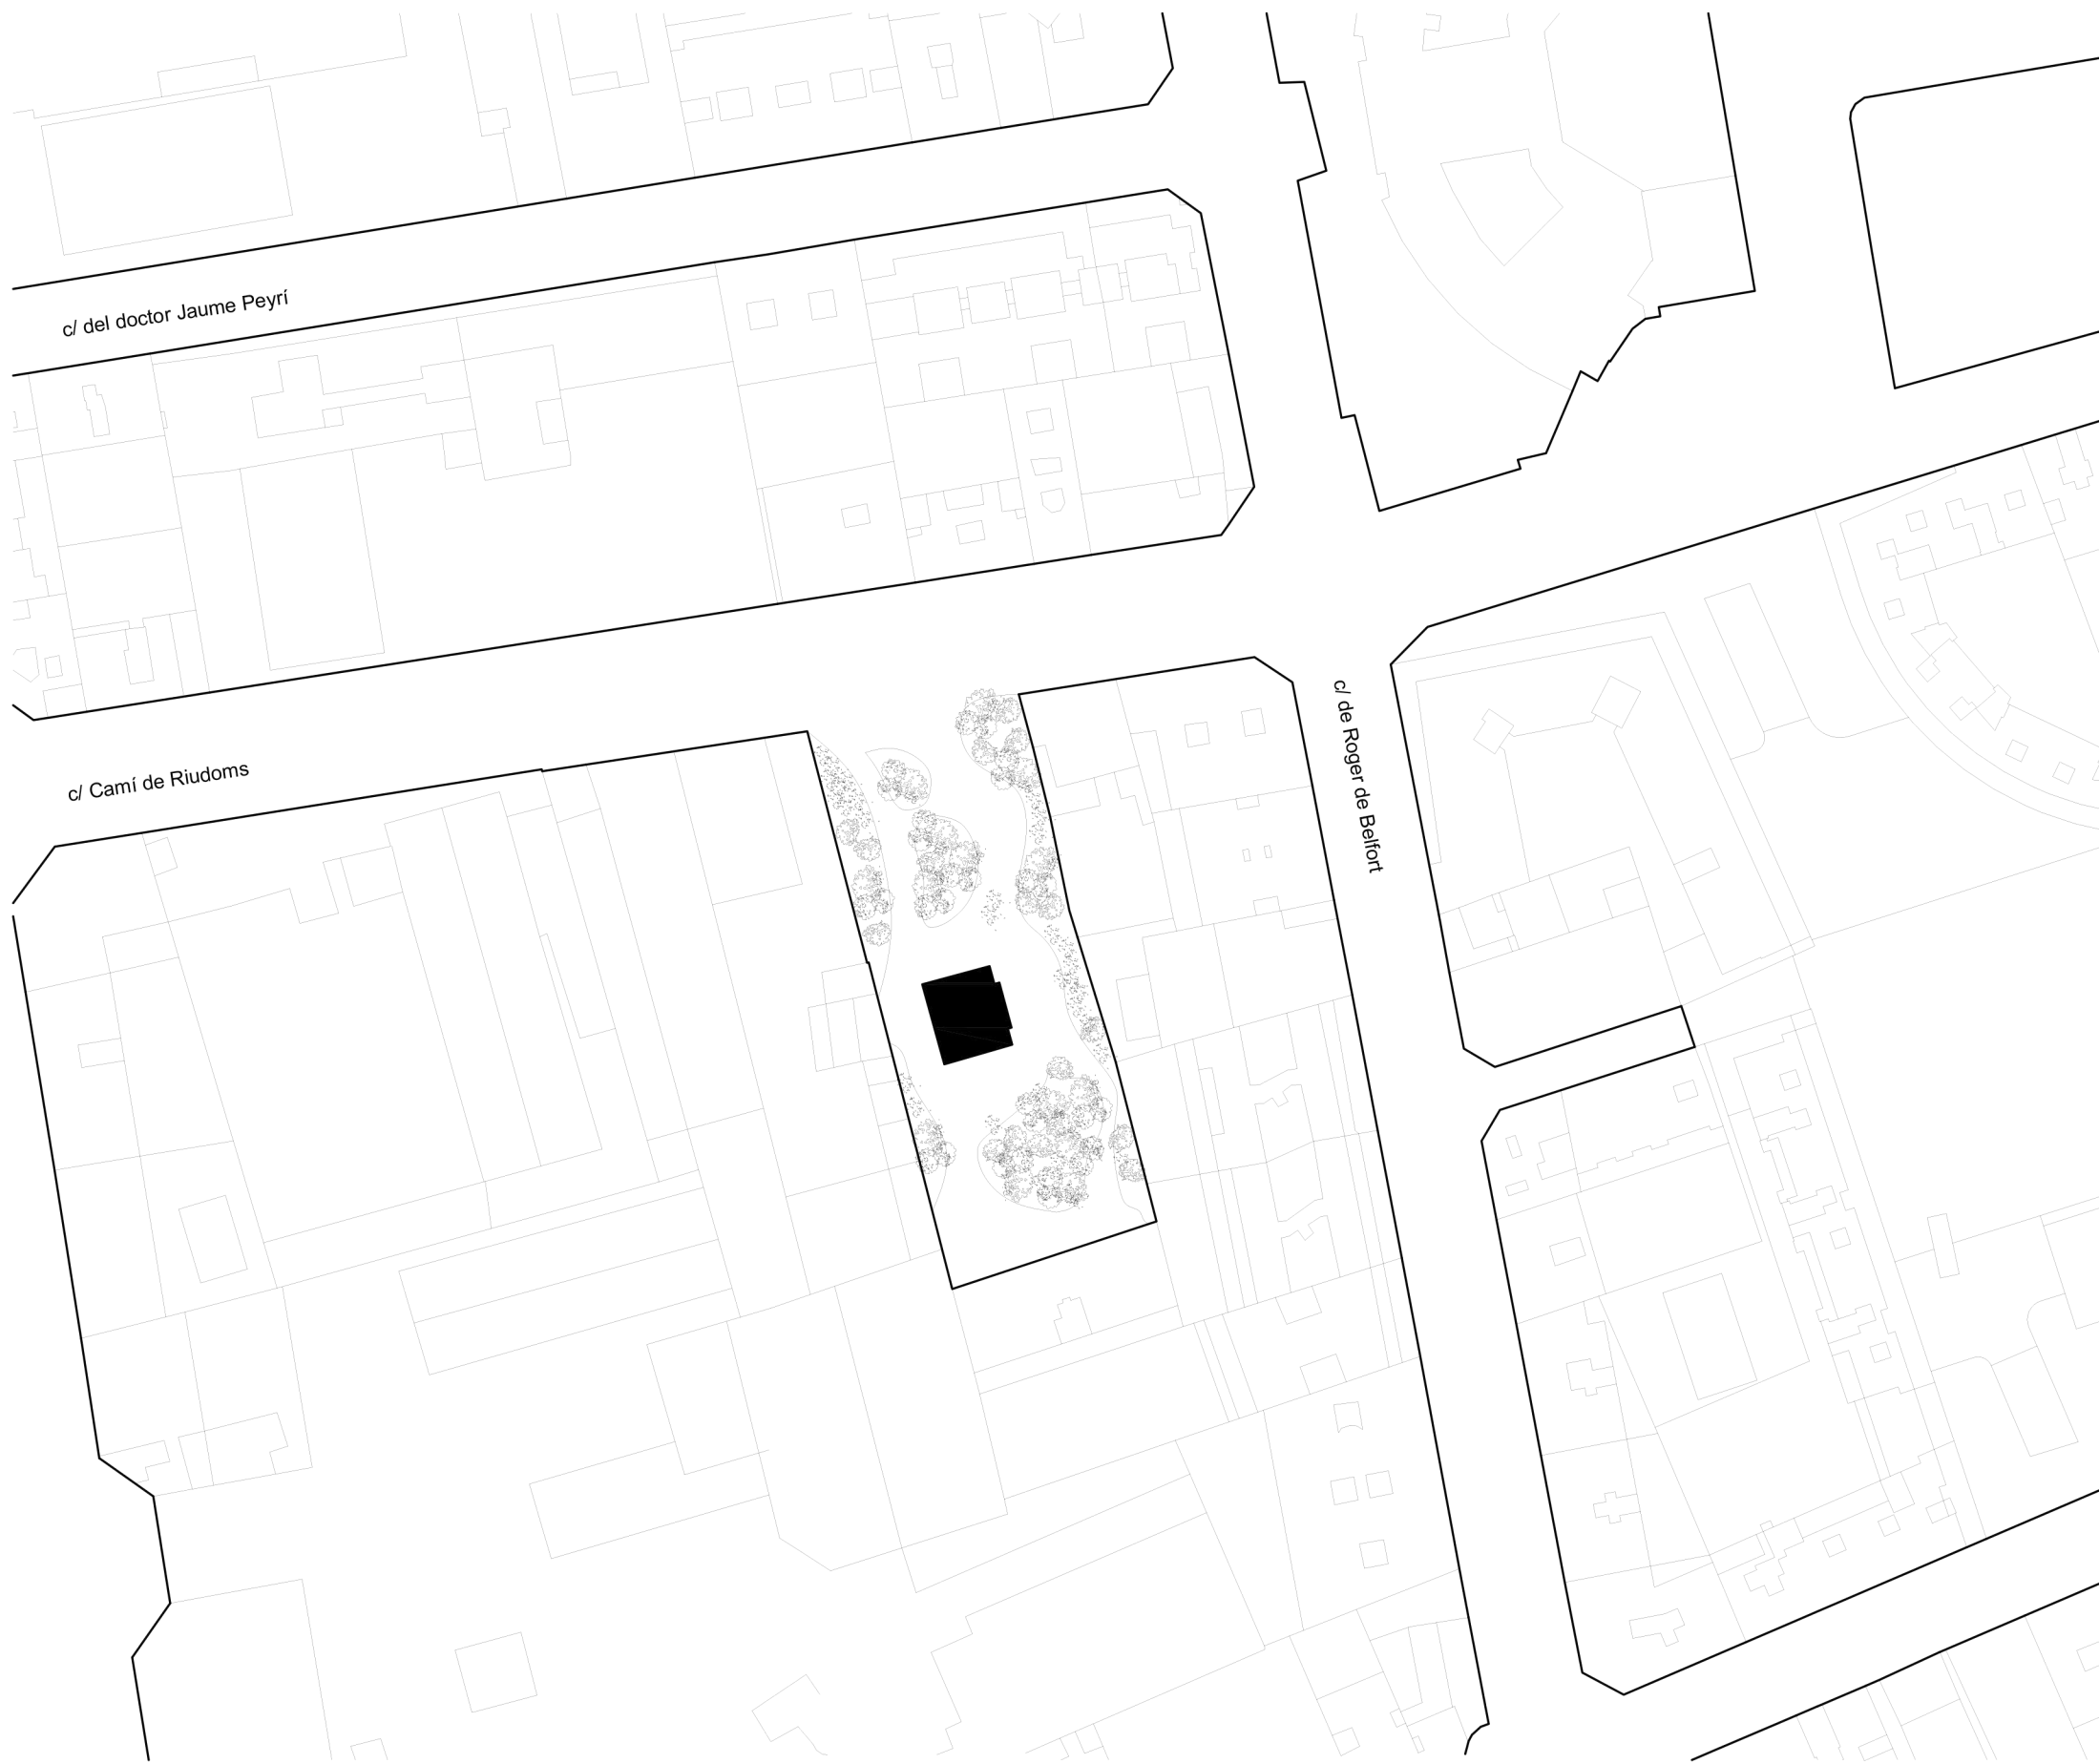 c/ del doctor Jaume Peyrí
c/ Camí de Riudoms
c/ de Roger de Belfort